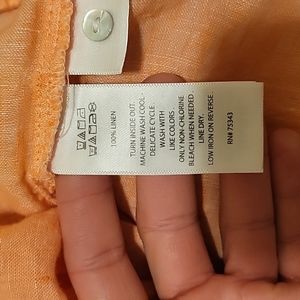 100% LINEN
TURN INSIDE OUT.
MACHINE WASH COOL -
DELICATE CYCLE
WASH WITH
LIKE COLORS .
ONLY NON-CHLORINE
BLEACH WHEN NEEDED
LINE DRY.
LOW IRON ON REVERSE.
RN# 75343